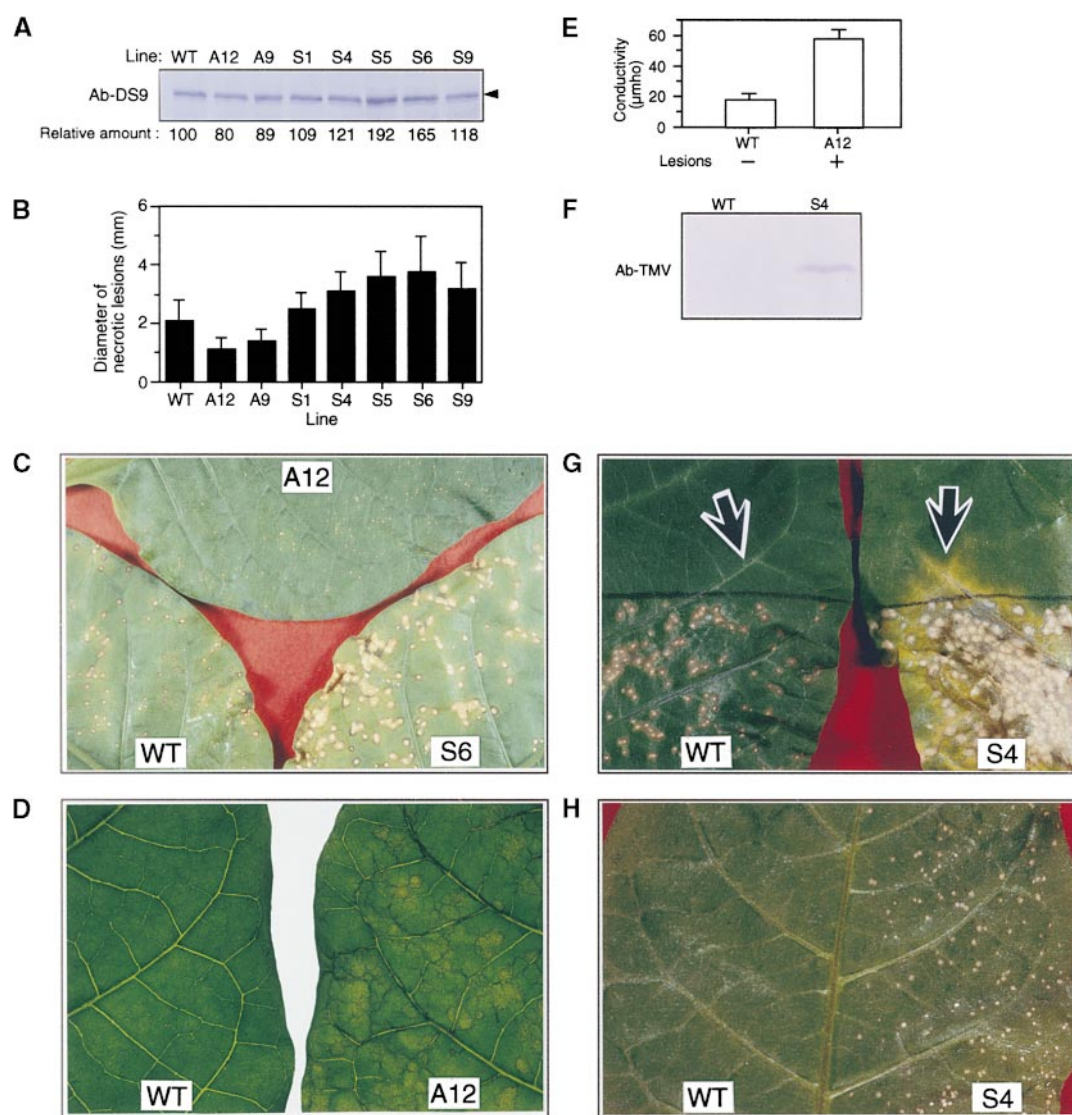 A
Line: WT A12 A9 S1 S4 S5 S6 S9
Ab-DS9
Relative amount : 100 80 89 109 121 192 165 118
B
Diameter of
necrotic lesions (mm)
6
4
2
0
WT A12 A9 S1 S4 S5 S6 S9
Line
C
A12
WT
S6
D
WT
A12
E
Conductivity
(µmho)
60
40
20
0
WT A12
Lesions − +
F
WT S4
Ab-TMV
G
WT
S4
H
WT
S4